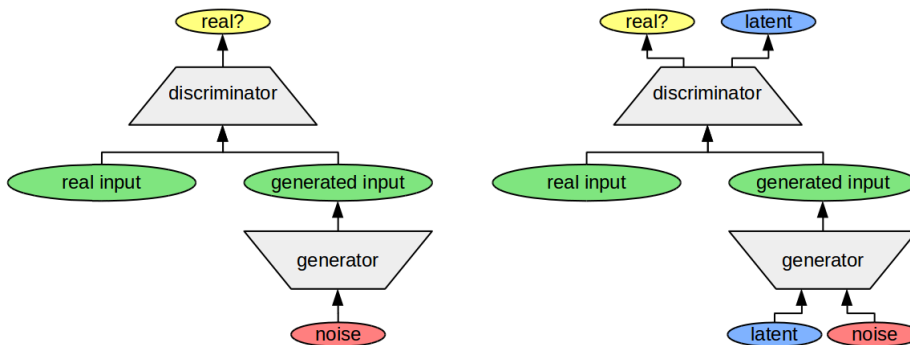 real?
discriminator
real input
generated input
generator
noise
real?
latent
discriminator
real input
generated input
generator
latent
noise